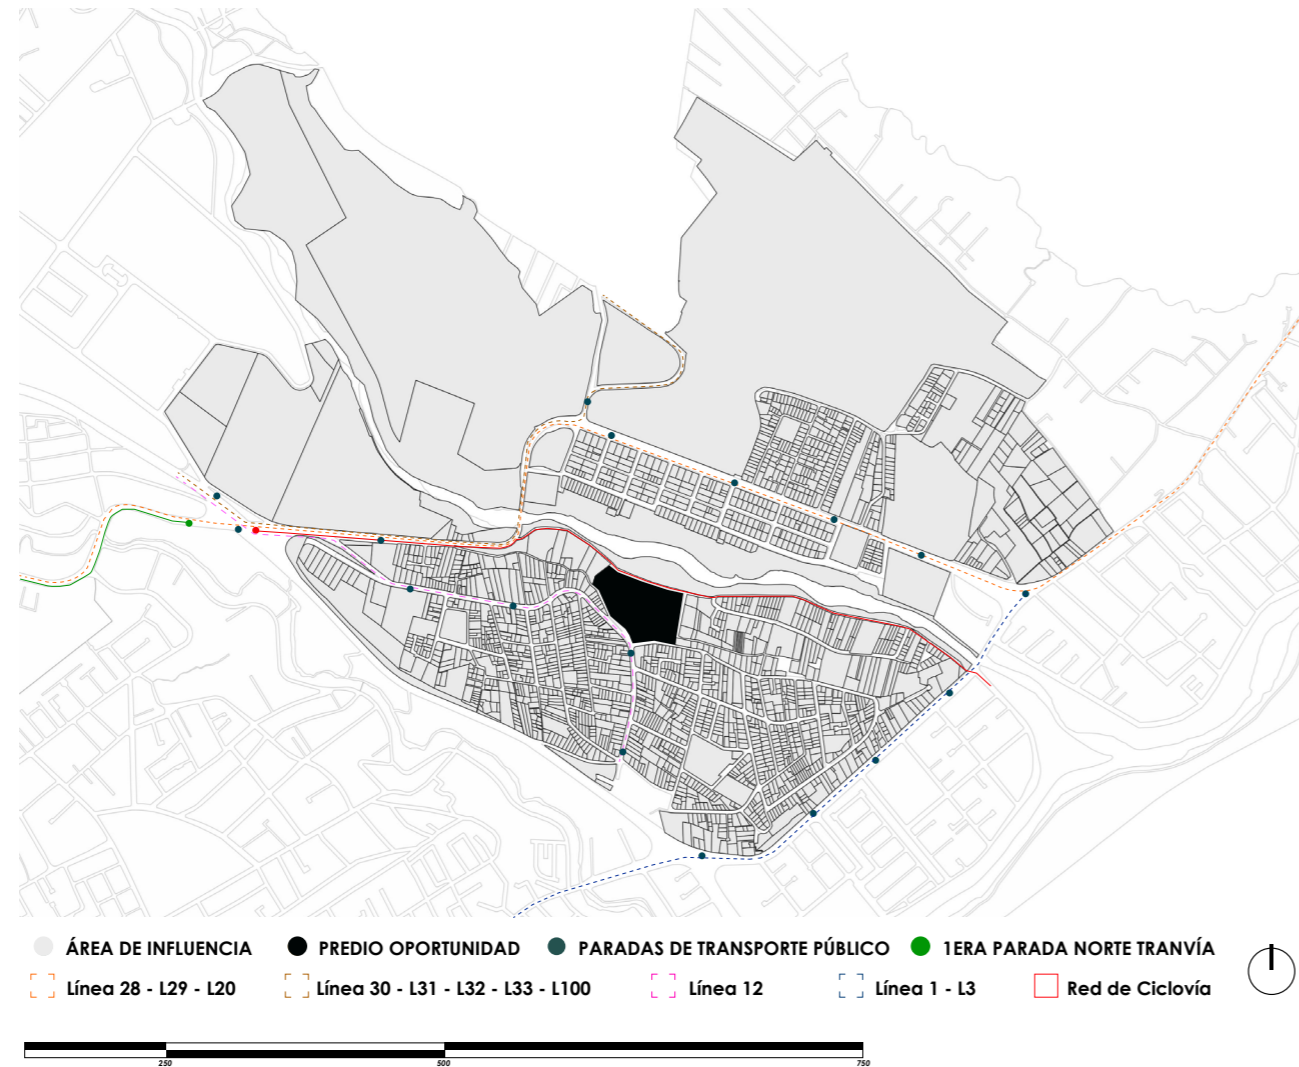 ÁREA DE INFLUENCIA PREDIO OPORTUNIDAD PARADAS DE TRANSPORTE PÚBLICO 1ERA PARADA NORTE TRANVÍA
Línea 28 - L29 - L20 Línea 30 - L31 - L32 - L33 - L100 Línea 12 Línea 1 - L3 Red de Ciclovía
250 500 750